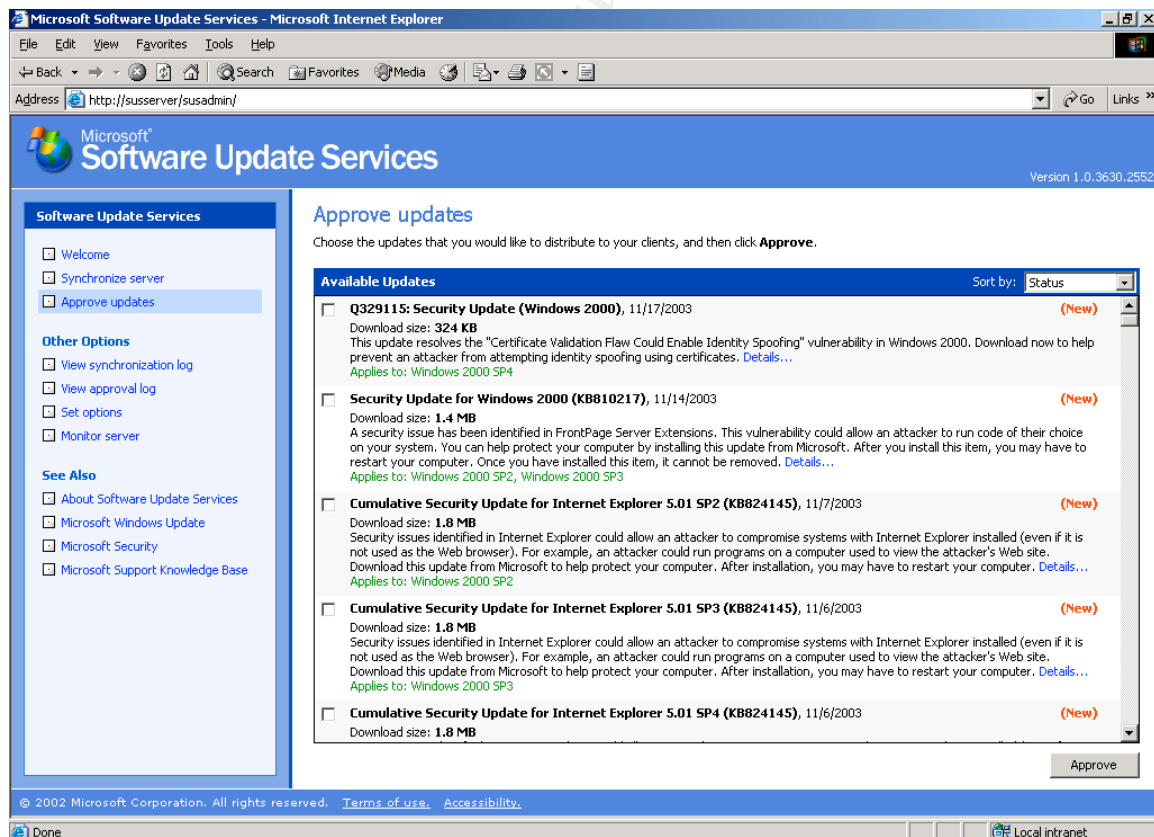 Microsoft Software Update Services - Microsoft Internet Explorer
File Edit View Favorites Tools Help
Back Search Favorites Media
Address http://susserver/susadmin/ Go Links »
Microsoft®
Software Update Services
Version 1.0.3630.2552
Software Update Services
Welcome
Synchronize server
Approve updates
Other Options
View synchronization log
View approval log
Set options
Monitor server
See Also
About Software Update Services
Microsoft Windows Update
Microsoft Security
Microsoft Support Knowledge Base
Approve updates
Choose the updates that you would like to distribute to your clients, and then click Approve.
Available Updates Sort by: Status
Q329115: Security Update (Windows 2000), 11/17/2003 (New)
Download size: 324 KB
This update resolves the "Certificate Validation Flaw Could Enable Identity Spoofing" vulnerability in Windows 2000. Download now to help
prevent an attacker from attempting identity spoofing using certificates. Details...
Applies to: Windows 2000 SP4
Security Update for Windows 2000 (KB810217), 11/14/2003 (New)
Download size: 1.4 MB
A security issue has been identified in FrontPage Server Extensions. This vulnerability could allow an attacker to run code of their choice
on your system. You can help protect your computer by installing this update from Microsoft. After you install this item, you may have to
restart your computer. Once you have installed this item, it cannot be removed. Details...
Applies to: Windows 2000 SP2, Windows 2000 SP3
Cumulative Security Update for Internet Explorer 5.01 SP2 (KB824145), 11/7/2003 (New)
Download size: 1.8 MB
Security issues identified in Internet Explorer could allow an attacker to compromise systems with Internet Explorer installed (even if it is
not used as the Web browser). For example, an attacker could run programs on a computer used to view the attacker's Web site.
Download this update from Microsoft to help protect your computer. After installation, you may have to restart your computer. Details...
Applies to: Windows 2000 SP2
Cumulative Security Update for Internet Explorer 5.01 SP3 (KB824145), 11/6/2003 (New)
Download size: 1.8 MB
Security issues identified in Internet Explorer could allow an attacker to compromise systems with Internet Explorer installed (even if it is
not used as the Web browser). For example, an attacker could run programs on a computer used to view the attacker's Web site.
Download this update from Microsoft to help protect your computer. After installation, you may have to restart your computer. Details...
Applies to: Windows 2000 SP3
Cumulative Security Update for Internet Explorer 5.01 SP4 (KB824145), 11/6/2003 (New)
Download size: 1.8 MB
Approve
© 2002 Microsoft Corporation. All rights reserved. Terms of use. Accessibility.
Done Local intranet